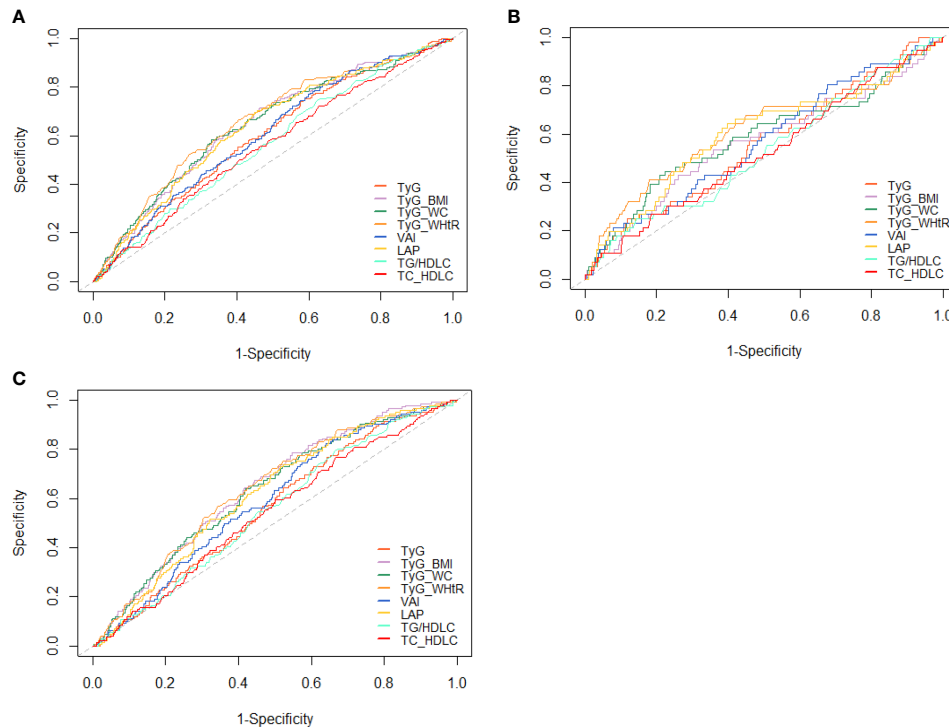 A
Specificity
0.0 0.2 0.4 0.6 0.8 1.0
TyG
TyG_BMI
TyG_WC
TyG_WHtR
VAI
LAP
TG/HDLC
TC_HDLC
0.0 0.2 0.4 0.6 0.8 1.0
1-Specificity
B
Specificity
0.0 0.2 0.4 0.6 0.8 1.0
TyG
TyG_BMI
TyG_WC
TyG_WHtR
VAI
LAP
TG/HDLC
TC_HDLC
0.0 0.2 0.4 0.6 0.8 1.0
1-Specificity
C
Specificity
0.0 0.2 0.4 0.6 0.8 1.0
TyG
TyG_BMI
TyG_WC
TyG_WHtR
VAI
LAP
TG/HDLC
TC_HDLC
0.0 0.2 0.4 0.6 0.8 1.0
1-Specificity